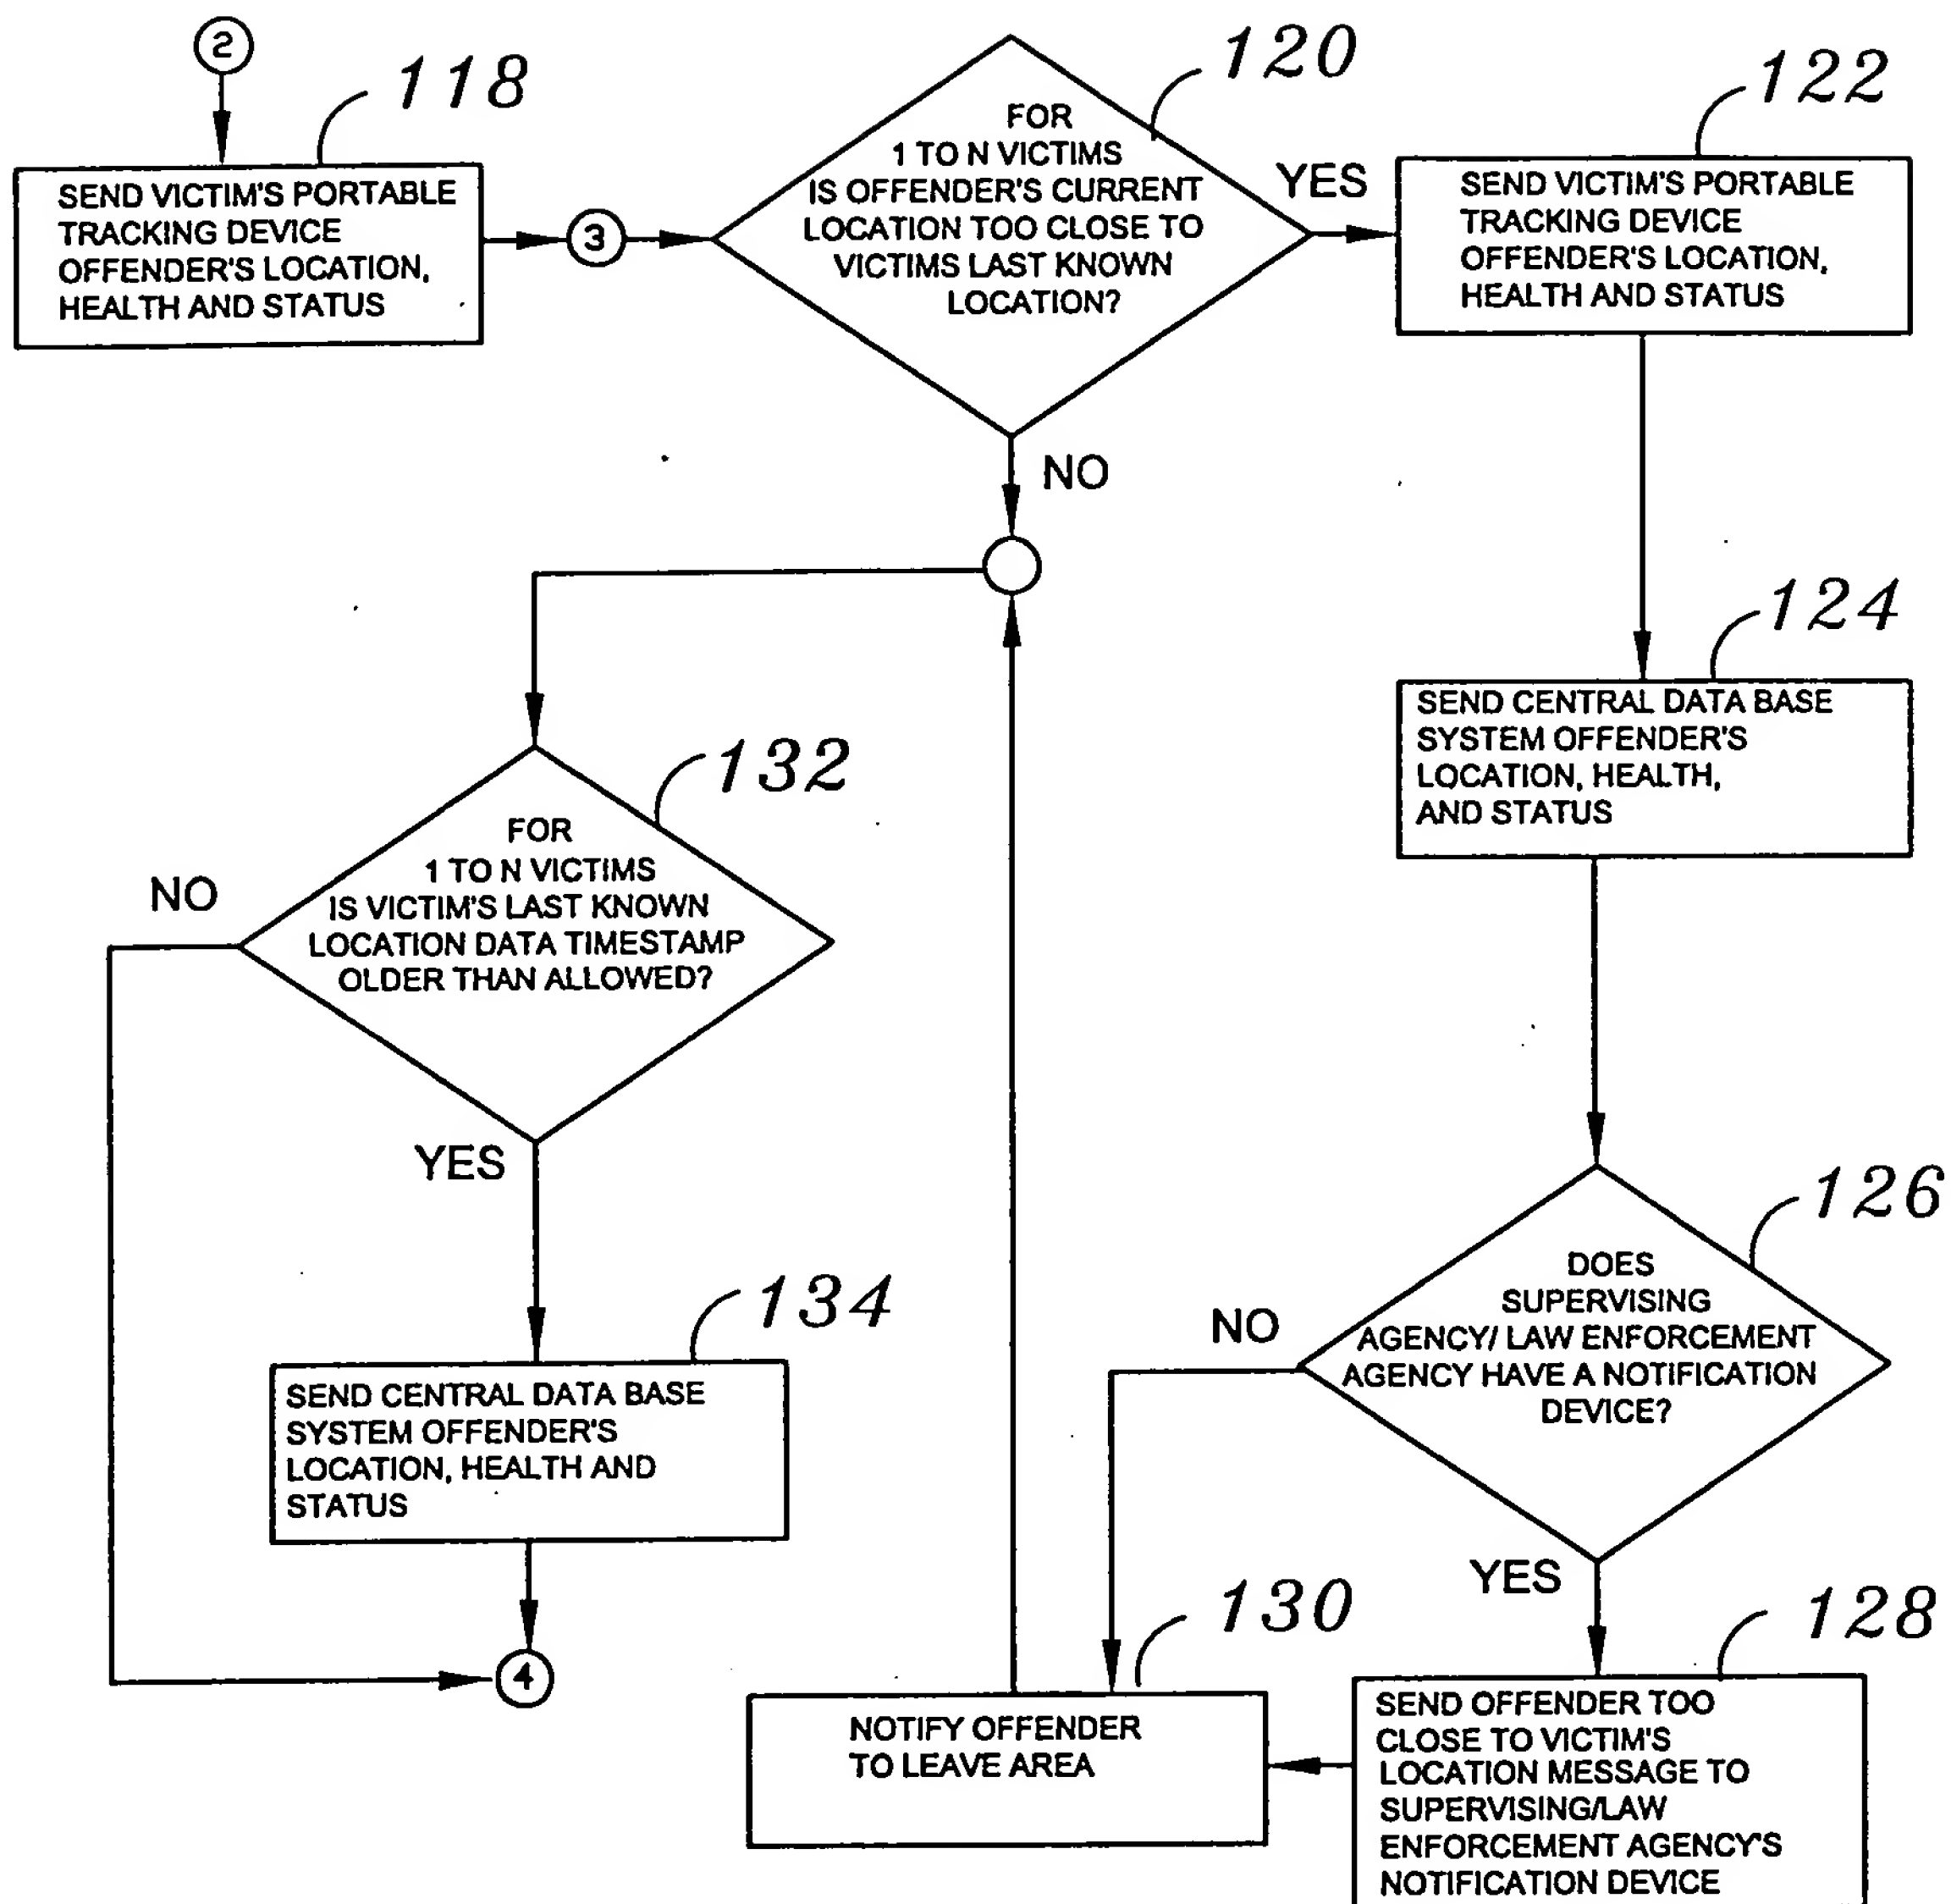 2
118
SEND VICTIM'S PORTABLE
TRACKING DEVICE
OFFENDER'S LOCATION,
HEALTH AND STATUS
3
120
FOR
1 TO N VICTIMS
IS OFFENDER'S CURRENT
LOCATION TOO CLOSE TO
VICTIMS LAST KNOWN
LOCATION?
YES
NO
122
SEND VICTIM'S PORTABLE
TRACKING DEVICE
OFFENDER'S LOCATION,
HEALTH AND STATUS
124
SEND CENTRAL DATA BASE
SYSTEM OFFENDER'S
LOCATION, HEALTH,
AND STATUS
126
DOES
SUPERVISING
AGENCY/ LAW ENFORCEMENT
AGENCY HAVE A NOTIFICATION
DEVICE?
NO
YES
128
SEND OFFENDER TOO
CLOSE TO VICTIM'S
LOCATION MESSAGE TO
SUPERVISING/LAW
ENFORCEMENT AGENCY'S
NOTIFICATION DEVICE
130
NOTIFY OFFENDER
TO LEAVE AREA
132
FOR
1 TO N VICTIMS
IS VICTIM'S LAST KNOWN
LOCATION DATA TIMESTAMP
OLDER THAN ALLOWED?
NO
YES
134
SEND CENTRAL DATA BASE
SYSTEM OFFENDER'S
LOCATION, HEALTH AND
STATUS
4